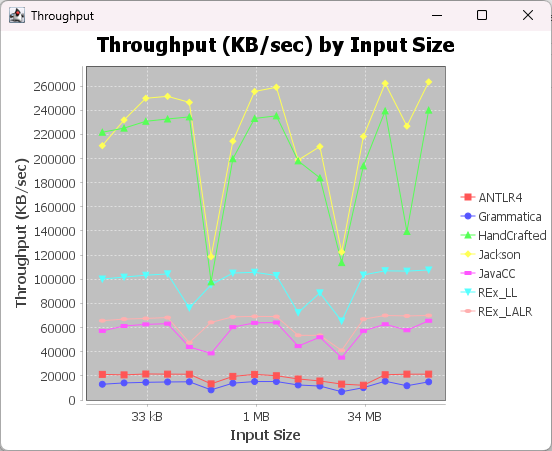 Throughput
Throughput (KB/sec) by Input Size
Throughput (KB/sec)
260000
240000
220000
200000
180000
160000
140000
120000
100000
80000
60000
40000
20000
0
33 kB
1 MB
34 MB
Input Size
ANTLR4
Grammatica
HandCrafted
Jackson
JavaCC
REx_LL
REx_LALR